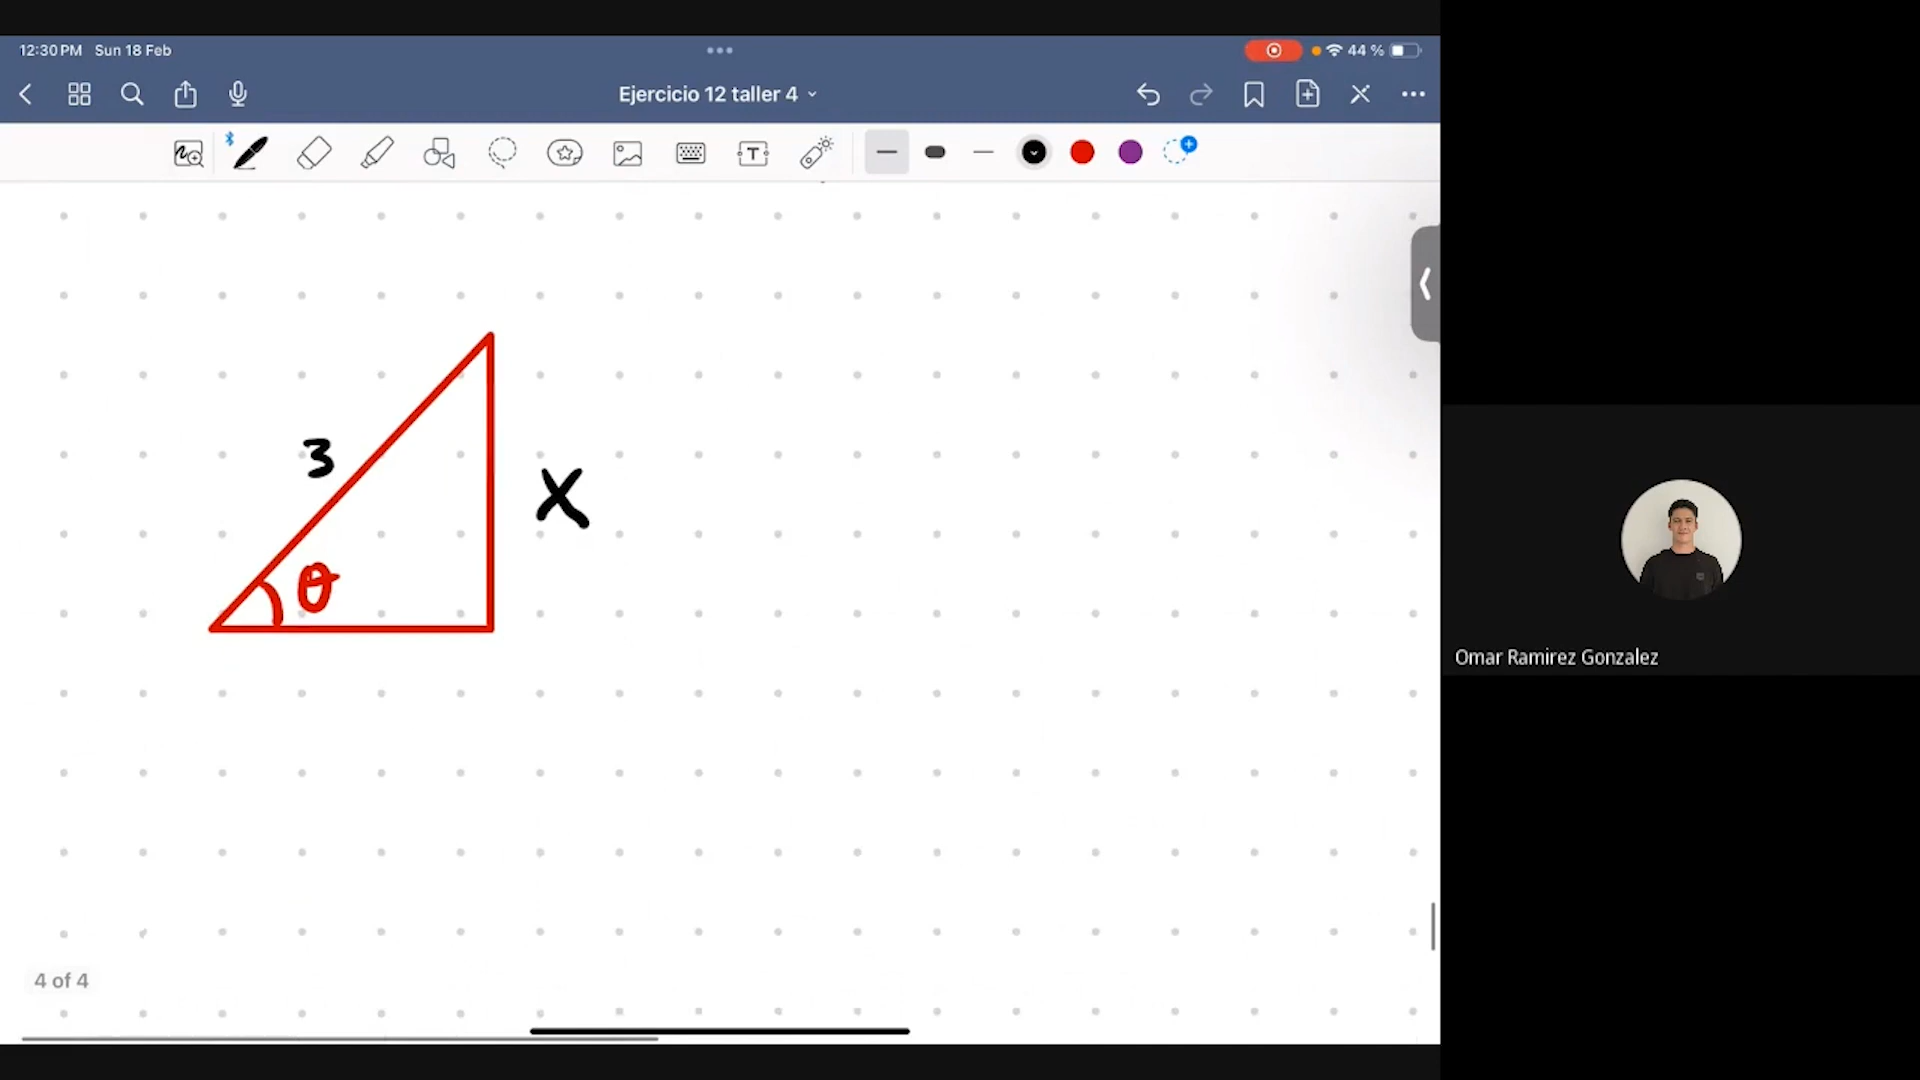 12:30 PM Sun 18 Feb
44 %
Ejercicio 12 taller 4
T
3
X
θ
Omar Ramirez Gonzalez
4 of 4